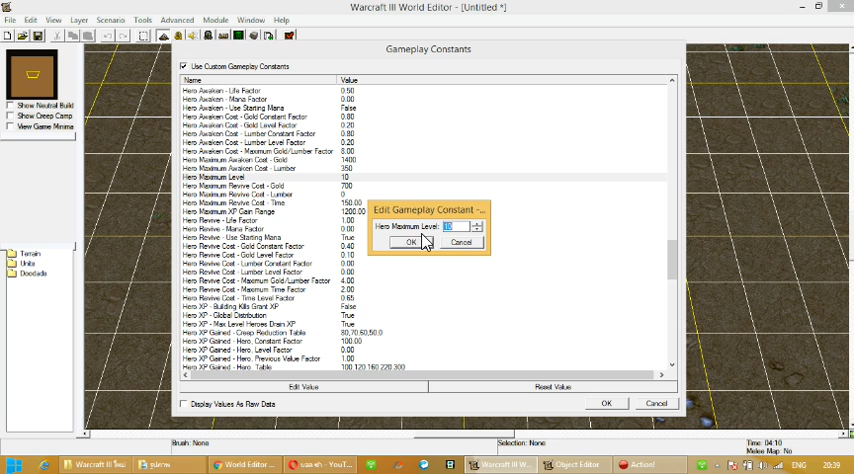 Warcraft III World Editor - [Untitled *]
File Edit View Layer Scenario Tools Advanced Module Window Help
Gameplay Constants
Use Custom Gameplay Constants
Name Value
Show Neutral Build
Show Creep Camp
View Game Minima
Terrain
Units
Doodads
Hero Awaken - Life Factor 0.50
Hero Awaken - Mana Factor 0.00
Hero Awaken - Use Starting Mana False
Hero Awaken Cost - Gold Constant Factor 0.80
Hero Awaken Cost - Gold Level Factor 0.20
Hero Awaken Cost - Lumber Constant Factor 0.80
Hero Awaken Cost - Lumber Level Factor 0.20
Hero Awaken Cost - Maximum Gold/Lumber Factor 8.00
Hero Maximum Awaken Cost - Gold 1400
Hero Maximum Awaken Cost - Lumber 350
Hero Maximum Level 10
Hero Maximum Revive Cost - Gold 700
Hero Maximum Revive Cost - Lumber 0
Hero Maximum Revive Cost - Time 150.00
Hero Maximum XP Gain Range 1200.00
Hero Revive - Life Factor 1.00
Hero Revive - Mana Factor 0.00
Hero Revive - Use Starting Mana True
Hero Revive Cost - Gold Constant Factor 0.40
Hero Revive Cost - Gold Level Factor 0.10
Hero Revive Cost - Lumber Constant Factor 0.00
Hero Revive Cost - Lumber Level Factor 0.00
Hero Revive Cost - Maximum Gold/Lumber Factor 4.00
Hero Revive Cost - Maximum Time Factor 2.00
Hero Revive Cost - Time Level Factor 0.65
Hero XP - Building Kills Grant XP False
Hero XP - Global Distribution True
Hero XP - Max Level Heroes Drain XP True
Hero XP Gained - Creep Reduction Table 80,70,60,50,0
Hero XP Gained - Hero, Constant Factor 100.00
Hero XP Gained - Hero, Level Factor 0.00
Hero XP Gained - Hero, Previous Value Factor 1.00
Hero XP Gained - Hero, Table 100,120,160,220,300
Edit Gameplay Constant -...
Hero Maximum Level: 10
OK Cancel
Edit Value Reset Value
Display Values As Raw Data
OK Cancel
Brush: None Selection: None Time: 04:10
Melee Map: No
Warcraft III ใหม่ รูปภาพ World Editor ... - YouT... Warcraft III W... Object Editor Action! ENG 20:39